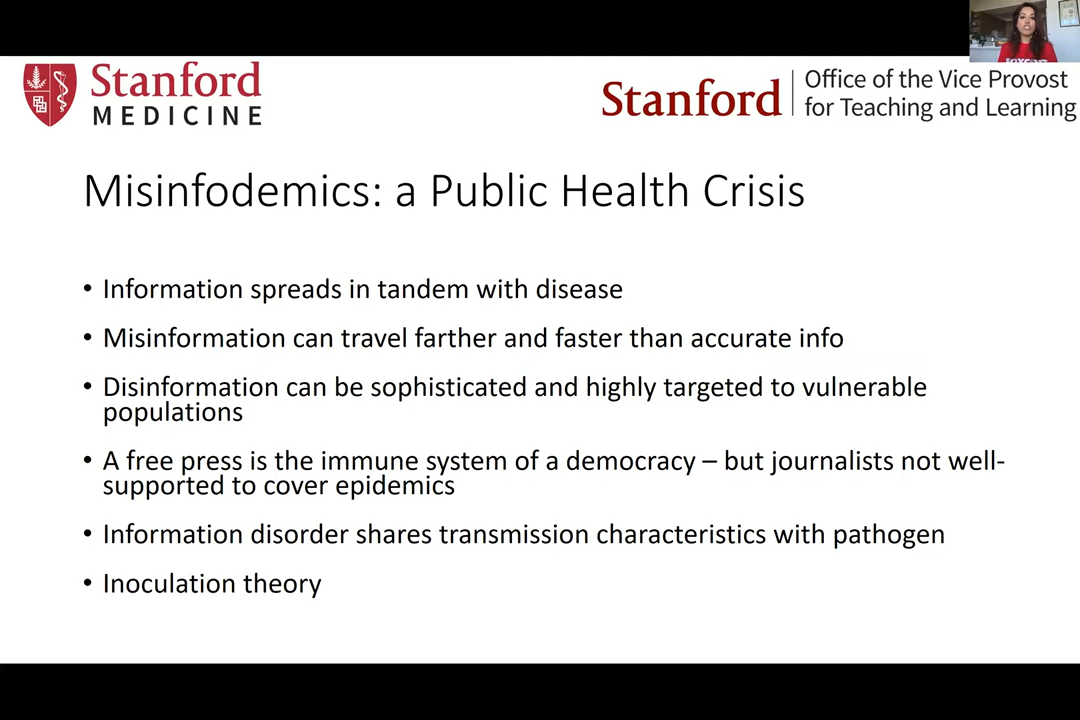 Stanford
MEDICINE
Stanford
Office of the Vice Provost
for Teaching and Learning
Misinfodemics: a Public Health Crisis
• Information spreads in tandem with disease
• Misinformation can travel farther and faster than accurate info
• Disinformation can be sophisticated and highly targeted to vulnerable
populations
• A free press is the immune system of a democracy – but journalists not well-
supported to cover epidemics
• Information disorder shares transmission characteristics with pathogen
• Inoculation theory